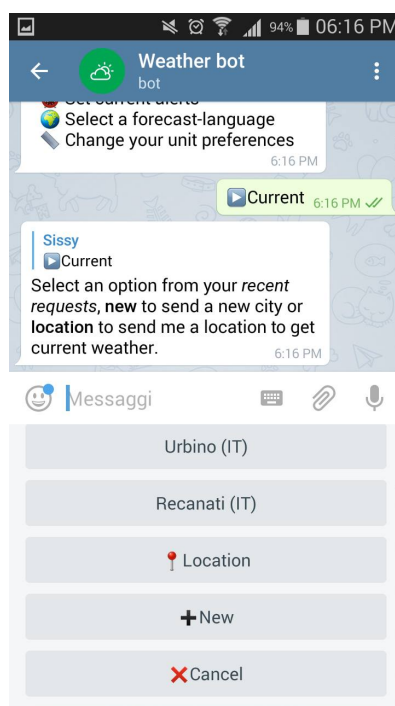 94% 06:16 PM
Weather bot
bot
Set current alerts
Select a forecast-language
Change your unit preferences
6:16 PM
Current 6:16 PM
Sissy
Current
Select an option from your recent
requests, new to send a new city or
location to send me a location to get
current weather.
6:16 PM
Messaggi
Urbino (IT)
Recanati (IT)
Location
New
Cancel